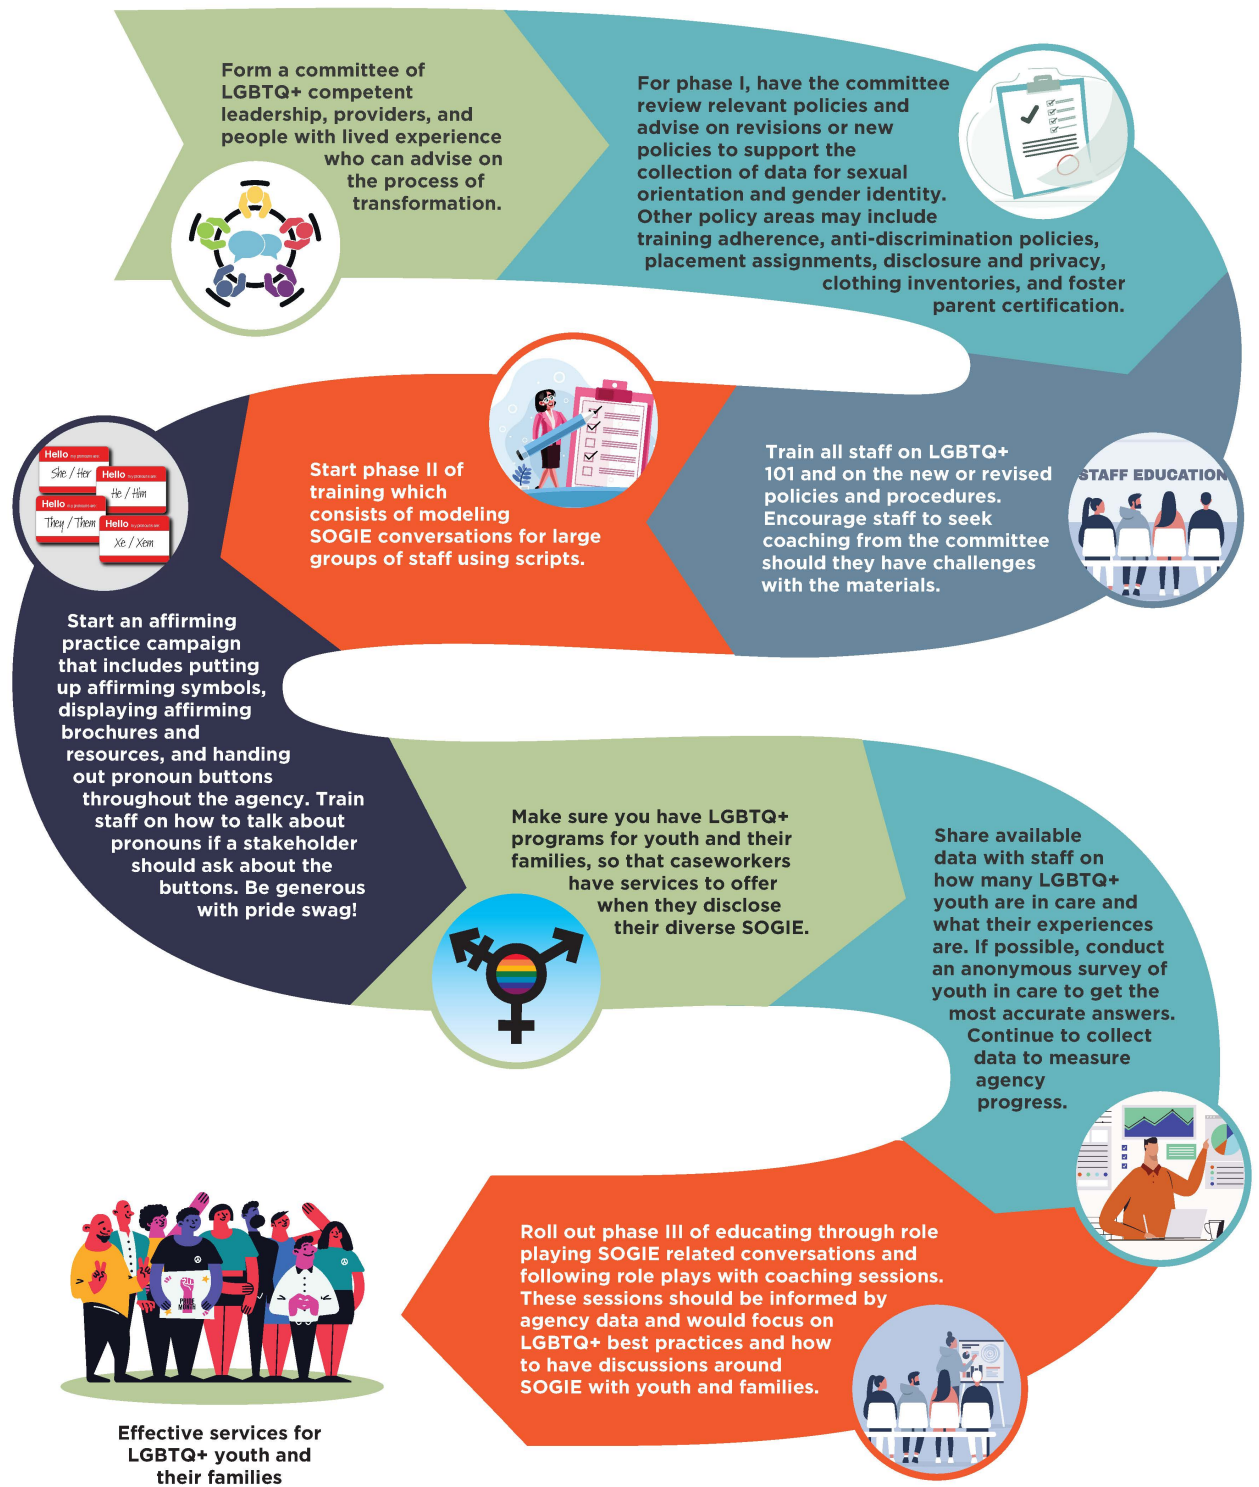 Form a committee of
LGBTQ+ competent
leadership, providers, and
people with lived experience
who can advise on
the process of
transformation.
For phase I, have the committee
review relevant policies and
advise on revisions or new
policies to support the
collection of data for sexual
orientation and gender identity.
Other policy areas may include
training adherence, anti-discrimination policies,
placement assignments, disclosure and privacy,
clothing inventories, and foster
parent certification.
Train all staff on LGBTQ+
101 and on the new or revised
policies and procedures.
Encourage staff to seek
coaching from the committee
should they have challenges
with the materials.
STAFF EDUCATION
Start phase II of
training which
consists of modeling
SOGIE conversations for large
groups of staff using scripts.
Hello my pronouns are
She / Her
Hello my pronouns are
He / Him
Hello my pronouns are
They / Them
Hello my pronouns are
Xe / Xem
Start an affirming
practice campaign
that includes putting
up affirming symbols,
displaying affirming
brochures and
resources, and handing
out pronoun buttons
throughout the agency. Train
staff on how to talk about
pronouns if a stakeholder
should ask about the
buttons. Be generous
with pride swag!
Make sure you have LGBTQ+
programs for youth and their
families, so that caseworkers
have services to offer
when they disclose
their diverse SOGIE.
Share available
data with staff on
how many LGBTQ+
youth are in care and
what their experiences
are. If possible, conduct
an anonymous survey of
youth in care to get the
most accurate answers.
Continue to collect
data to measure
agency
progress.
Roll out phase III of educating through role
playing SOGIE related conversations and
following role plays with coaching sessions.
These sessions should be informed by
agency data and would focus on
LGBTQ+ best practices and how
to have discussions around
SOGIE with youth and families.
PRIDE
MONTH
Effective services for
LGBTQ+ youth and
their families